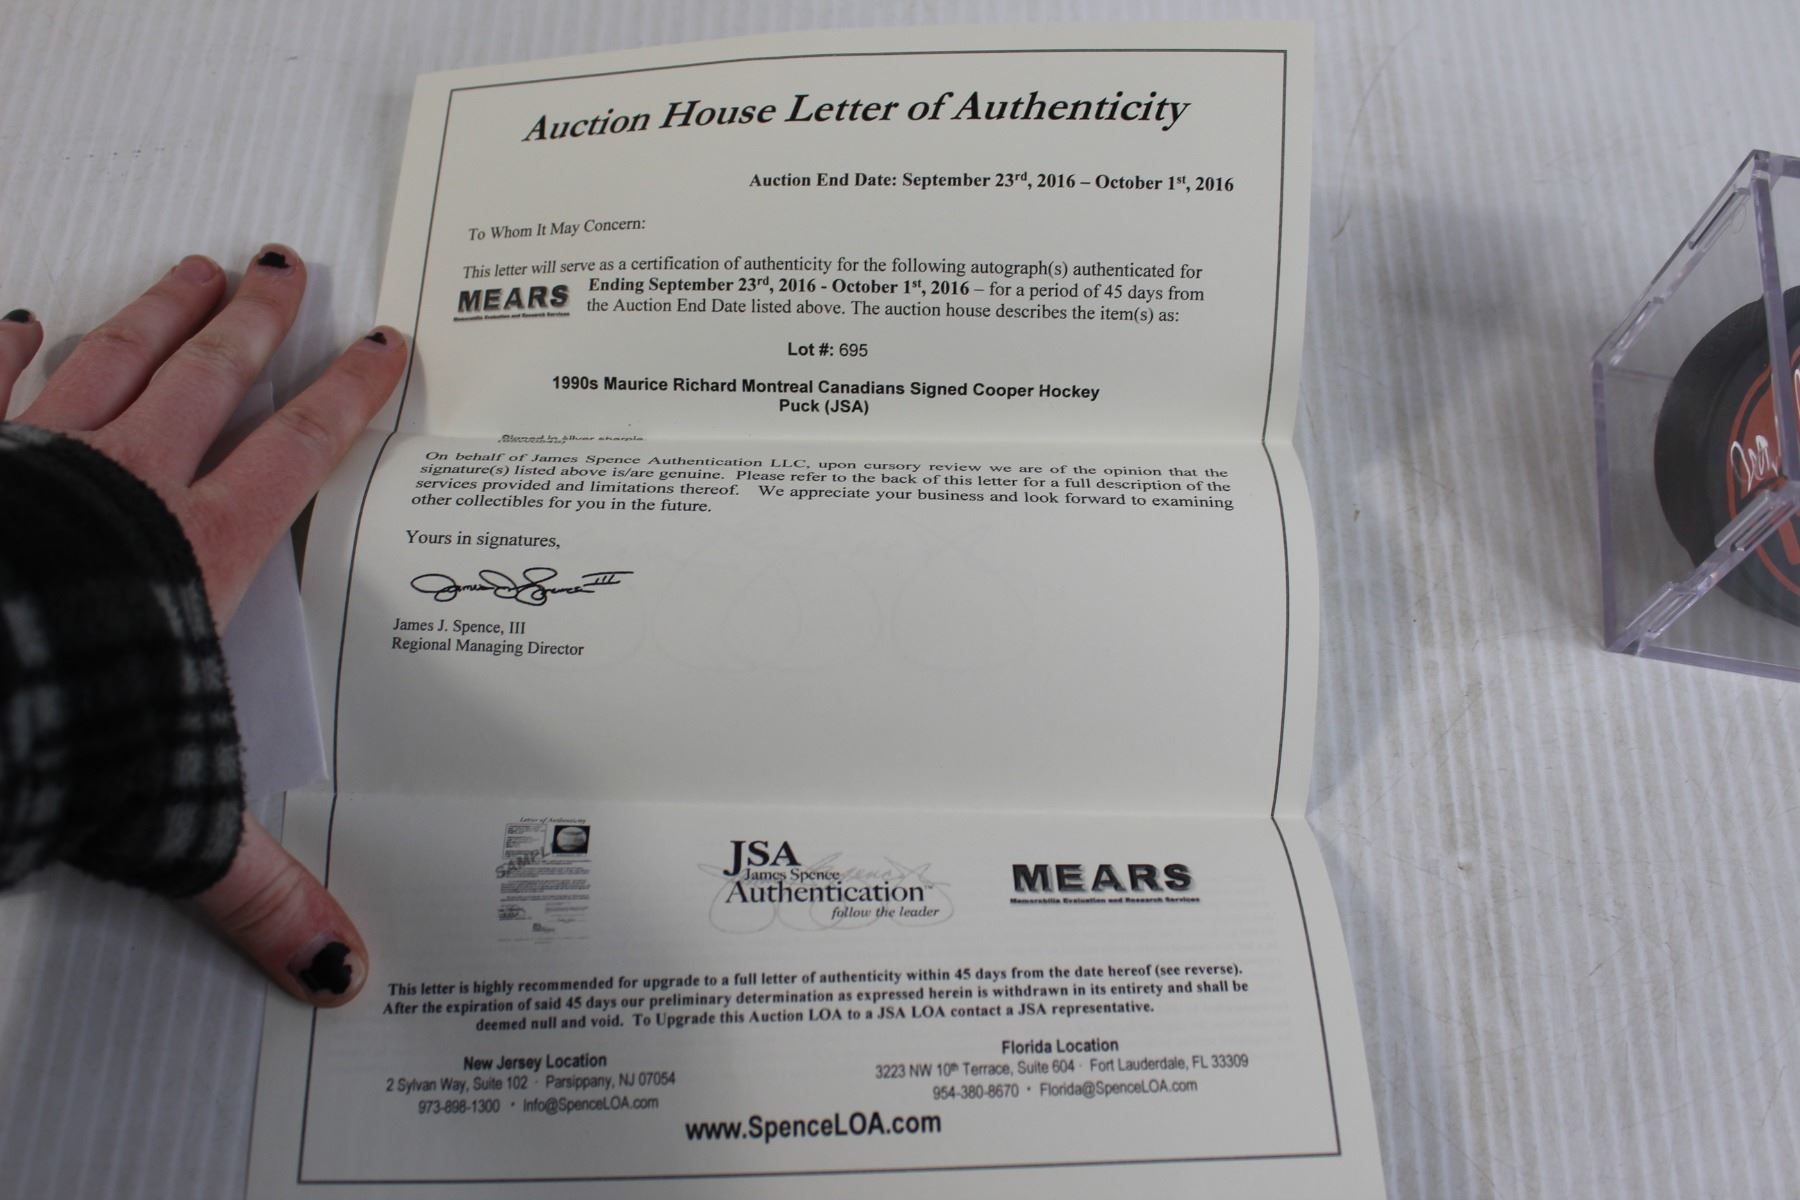 Auction House Letter of Authenticity
Auction End Date: September 23rd, 2016 – October 1st, 2016
To Whom It May Concern:
This letter will serve as a certification of authenticity for the following autograph(s) authenticated for
MEARS Ending September 23rd, 2016 - October 1st, 2016 – for a period of 45 days from
Memorabilia Evaluation and Research Services the Auction End Date listed above. The auction house describes the item(s) as:
Lot #: 695
1990s Maurice Richard Montreal Canadians Signed Cooper Hockey
Puck (JSA)
Signed in silver sharpie
On behalf of James Spence Authentication LLC, upon cursory review we are of the opinion that the
signature(s) listed above is/are genuine. Please refer to the back of this letter for a full description of the
services provided and limitations thereof. We appreciate your business and look forward to examining
other collectibles for you in the future.
Yours in signatures,
James J. Spence III
James J. Spence, III
Regional Managing Director
Letter of Authenticity
SAMPL
JSA
James Spence
Authentication™
follow the leader
MEARS
Memorabilia Evaluation and Research Services
This letter is highly recommended for upgrade to a full letter of authenticity within 45 days from the date hereof (see reverse).
After the expiration of said 45 days our preliminary determination as expressed herein is withdrawn in its entirety and shall be
deemed null and void. To Upgrade this Auction LOA to a JSA LOA contact a JSA representative.
New Jersey Location
2 Sylvan Way, Suite 102 · Parsippany, NJ 07054
973-898-1300 · Info@SpenceLOA.com
Florida Location
3223 NW 10th Terrace, Suite 604 · Fort Lauderdale, FL 33309
954-380-8670 · Florida@SpenceLOA.com
www.SpenceLOA.com